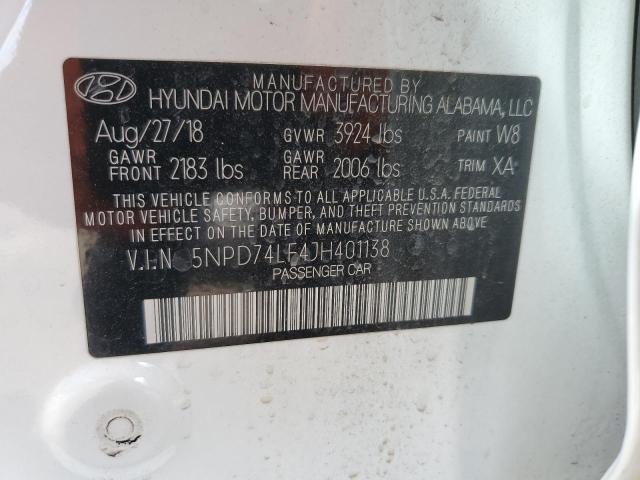 MANUFACTURED BY
HYUNDAI MOTOR MANUFACTURING ALABAMA, LLC
Aug/27/18 GVWR 3924 lbs PAINT W8
GAWR FRONT 2183 lbs GAWR REAR 2006 lbs TRIM XA
THIS VEHICLE CONFORMS TO ALL APPLICABLE U.S.A. FEDERAL
MOTOR VEHICLE SAFETY, BUMPER, AND THEFT PREVENTION STANDARDS
IN EFFECT ON THE DATE OF MANUFACTURE SHOWN ABOVE
V.I.N 5NPD74LF4JH401138
PASSENGER CAR